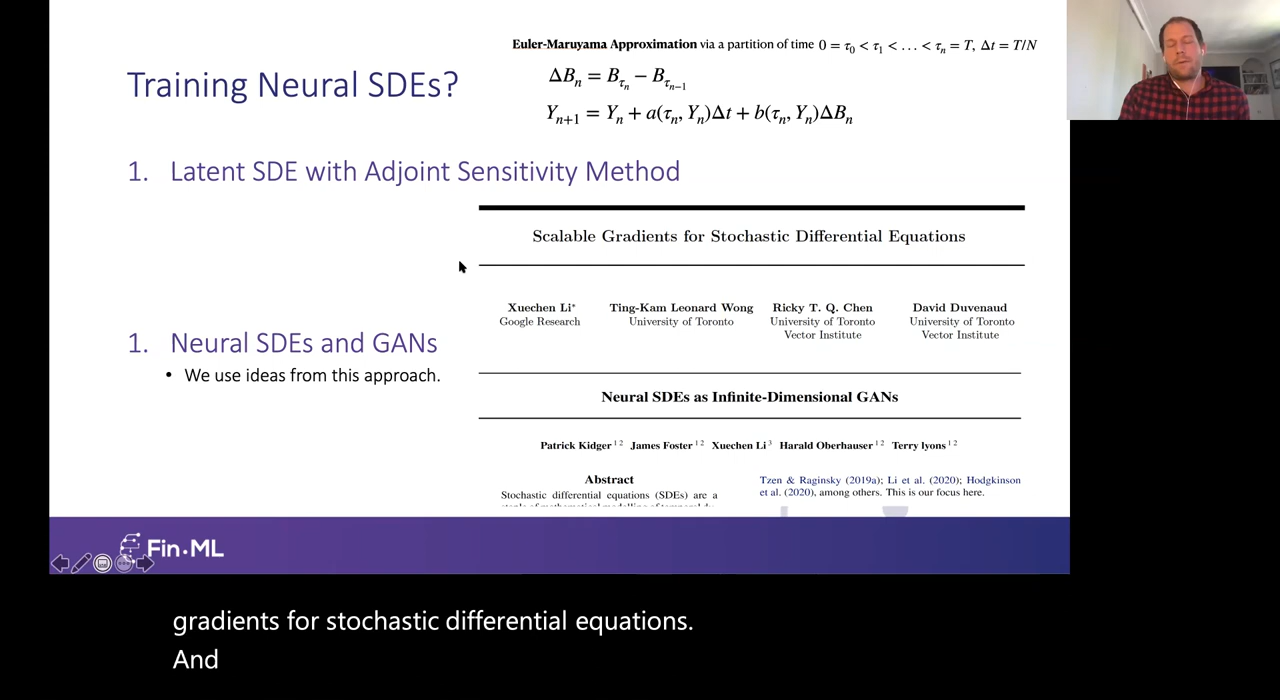 Euler-Maruyama Approximation via a partition of time 0 = τ₀ < τ₁ < … < τₙ = T, Δt = T/N
Training Neural SDEs?
ΔBₙ = B_τₙ − B_τₙ₋₁
Yₙ₊₁ = Yₙ + a(τₙ, Yₙ)Δt + b(τₙ, Yₙ)ΔBₙ
1. Latent SDE with Adjoint Sensitivity Method
Scalable Gradients for Stochastic Differential Equations
Xuechen Li* Ting-Kam Leonard Wong Ricky T. Q. Chen David Duvenaud
Google Research University of Toronto University of Toronto University of Toronto
Vector Institute Vector Institute
1. Neural SDEs and GANs
• We use ideas from this approach.
Neural SDEs as Infinite-Dimensional GANs
Patrick Kidger ¹ ² James Foster ¹ ² Xuechen Li ³ Harald Oberhauser ¹ ² Terry lyons ¹ ²
Abstract
Stochastic differential equations (SDEs) are a
Tzen & Raginsky (2019a); Li et al. (2020); Hodgkinson
et al. (2020), among others. This is our focus here.
Fin·ML
gradients for stochastic differential equations.
And